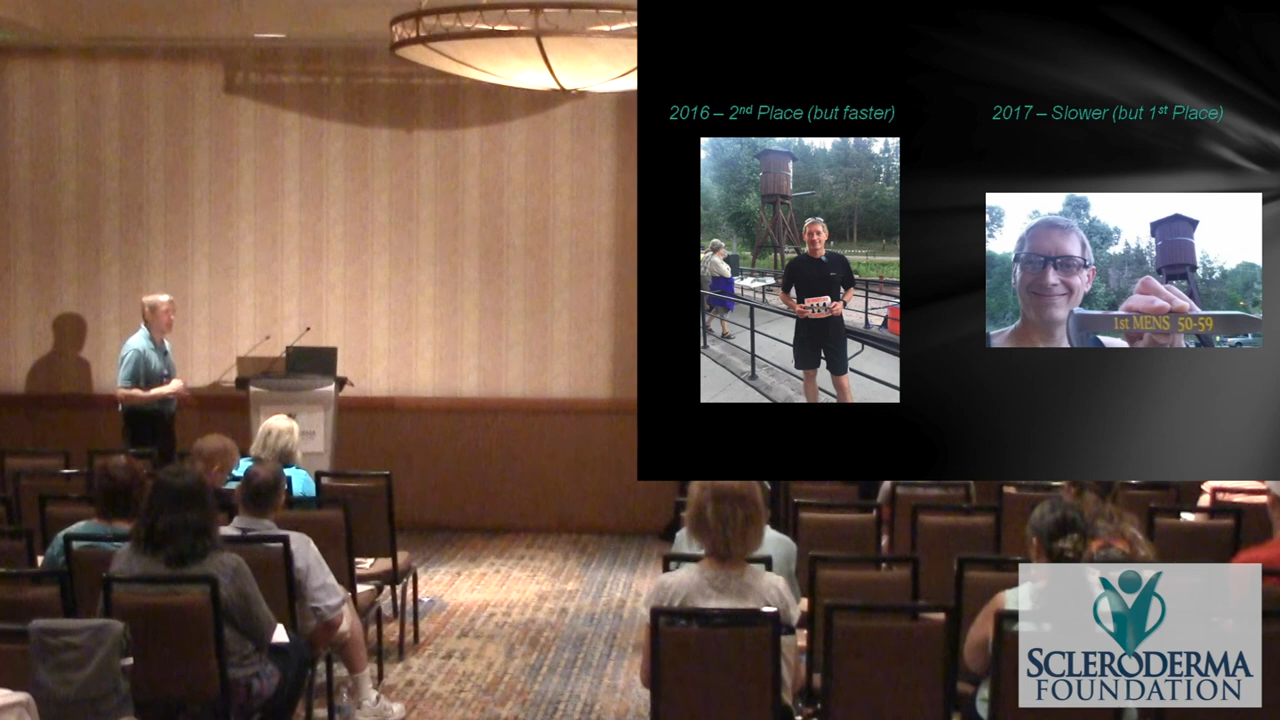 2016 – 2nd Place (but faster)
2017 – Slower (but 1st Place)
1st MENS 50-59
SCLERODERMA
FOUNDATION